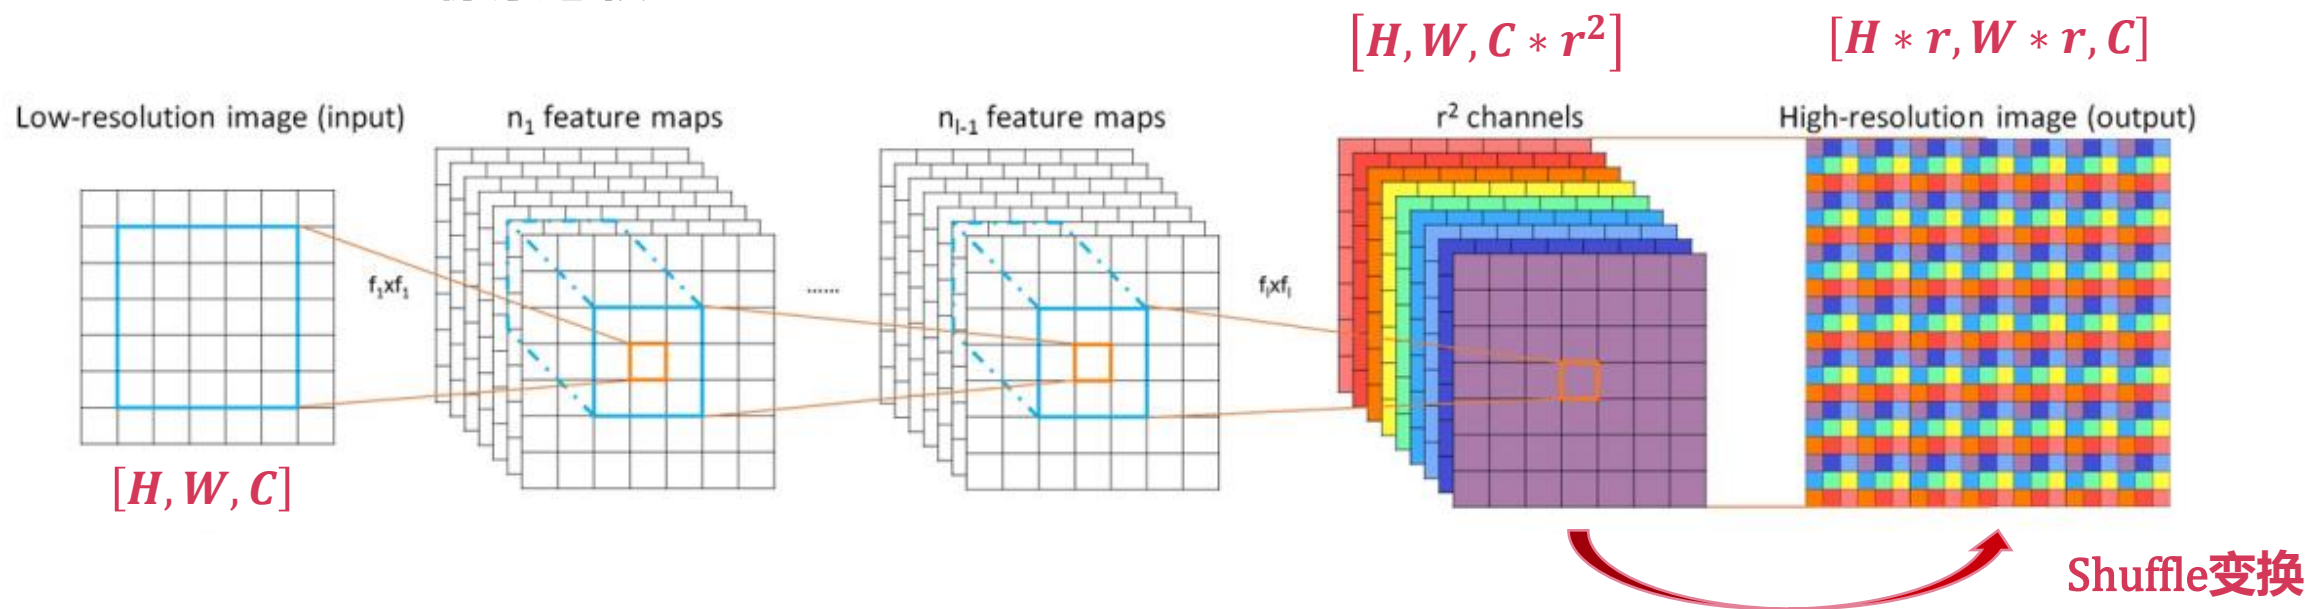 [H, W, C * r²]
[H * r, W * r, C]
Low-resolution image (input)
n₁ feature maps
nₗ₋₁ feature maps
r² channels
High-resolution image (output)
f₁xf₁
......
fₗxfₗ
[H, W, C]
Shuffle变换